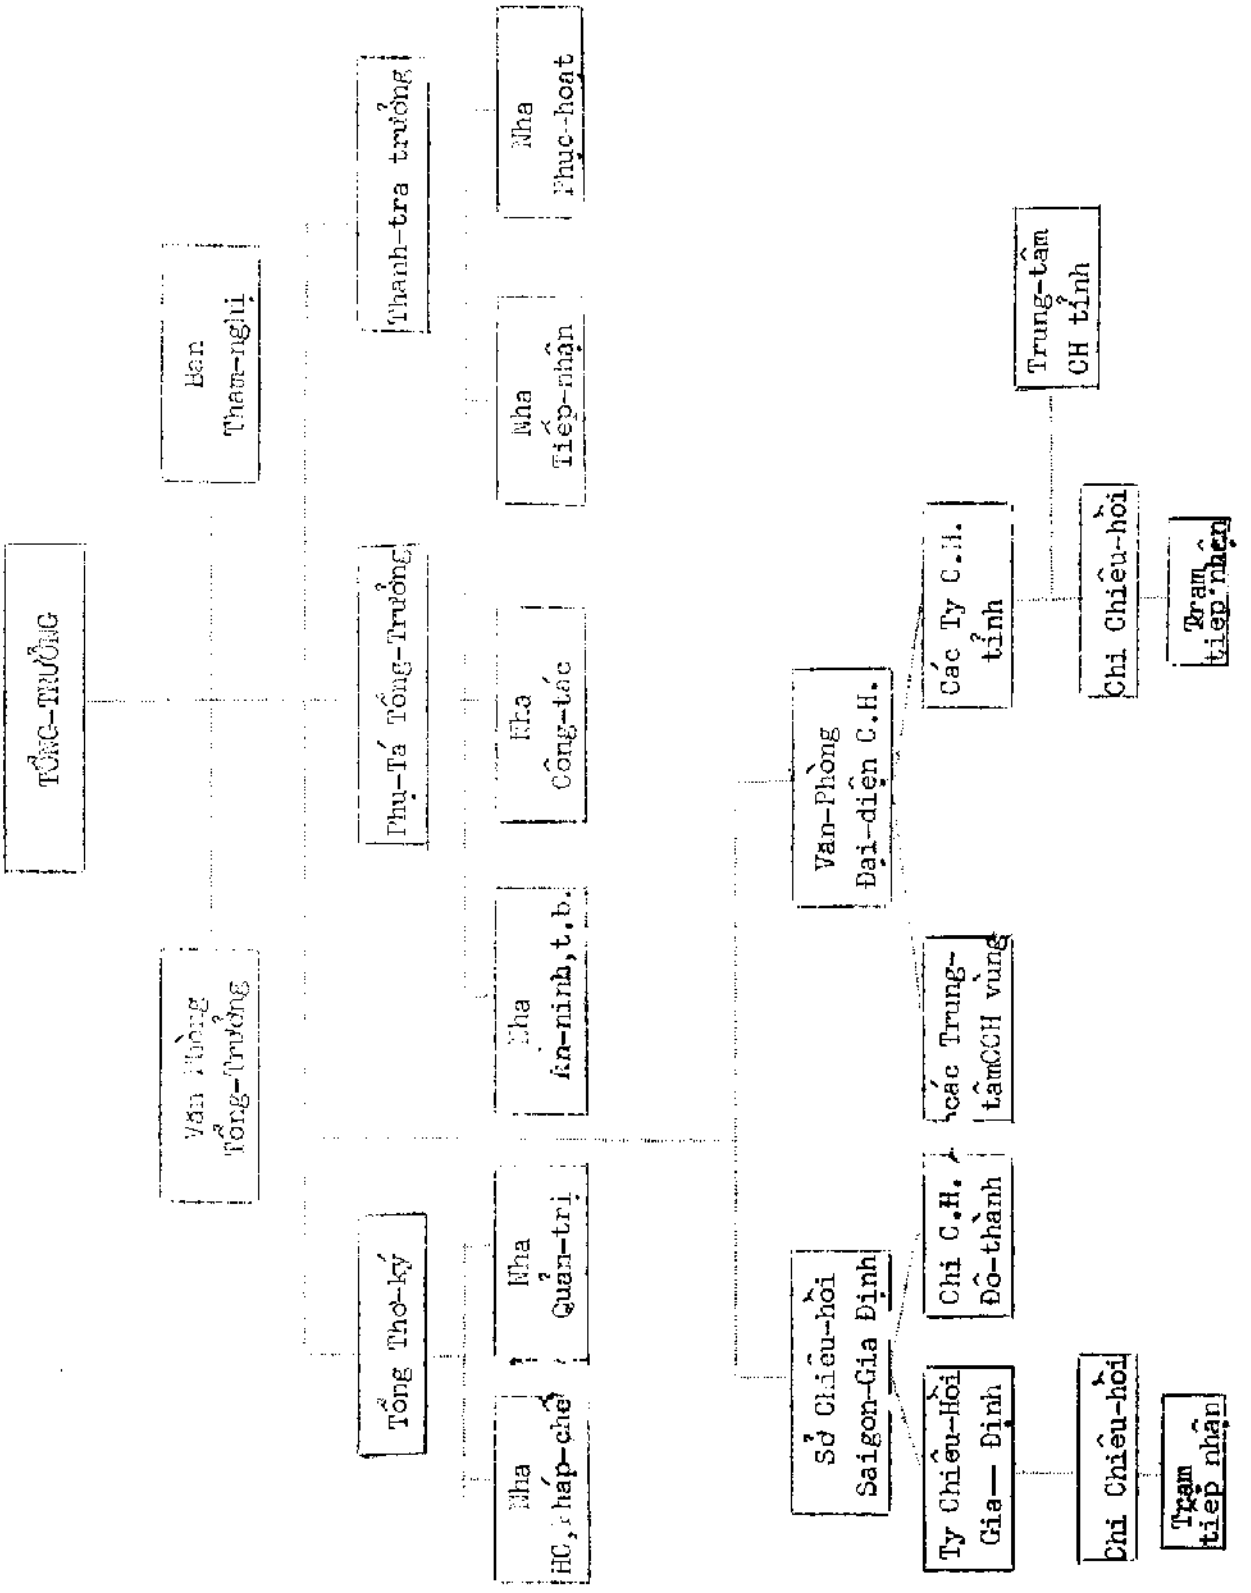 TỔNG-TRƯỞNG
Văn Phòng
Tổng-Trưởng
Ban
Tham-nghị
Tổng Thơ-ký
Phụ-Tá Tổng-Trưởng
Thanh-tra trưởng
Nha
HC, Pháp-chế
Nha
Quản-trị
Nha
An-ninh,t.b.
Nha
Công-tác
Nha
Tiếp-nhận
Nha
Phục-hoạt
Sở Chiêu-hồi
Saigon-Gia Định
Văn-Phòng
Đại-diện C.H.
Ty Chiêu-Hồi
Gia-- Định
Chi C.H.
Đô-thành
các Trung-
tâmCCH vùng
Các Ty C.H.
tỉnh
Trung-tâm
CH tỉnh
Chi Chiêu-hồi
Chi Chiêu-hồi
Trạm
tiếp nhận
Trạm
tiếp nhận